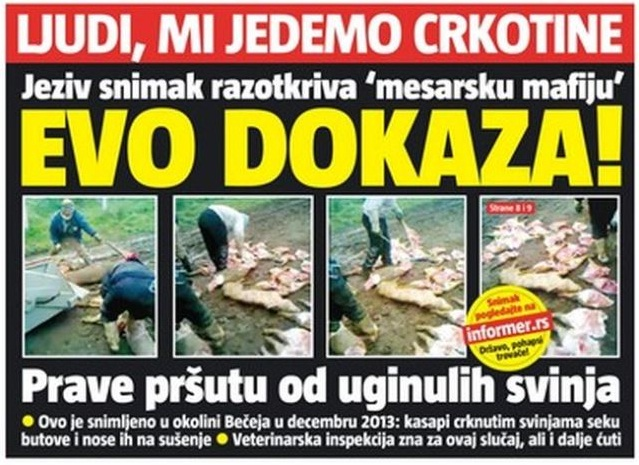 LJUDI, MI JEDEMO CRKOTINE
Jeziv snimak razotkriva 'mesarsku mafiju'
EVO DOKAZA!
Strane 8 i 9
Snimak
pogledajte na
informer.rs
Državo, pohapsi
trovače!
Prave pršutu od uginulih svinja
● Ovo je snimljeno u okolini Bečeja u decembru 2013: kasapi crknutim svinjama seku
butove i nose ih na sušenje ● Veterinarska inspekcija zna za ovaj slučaj, ali i dalje ćuti